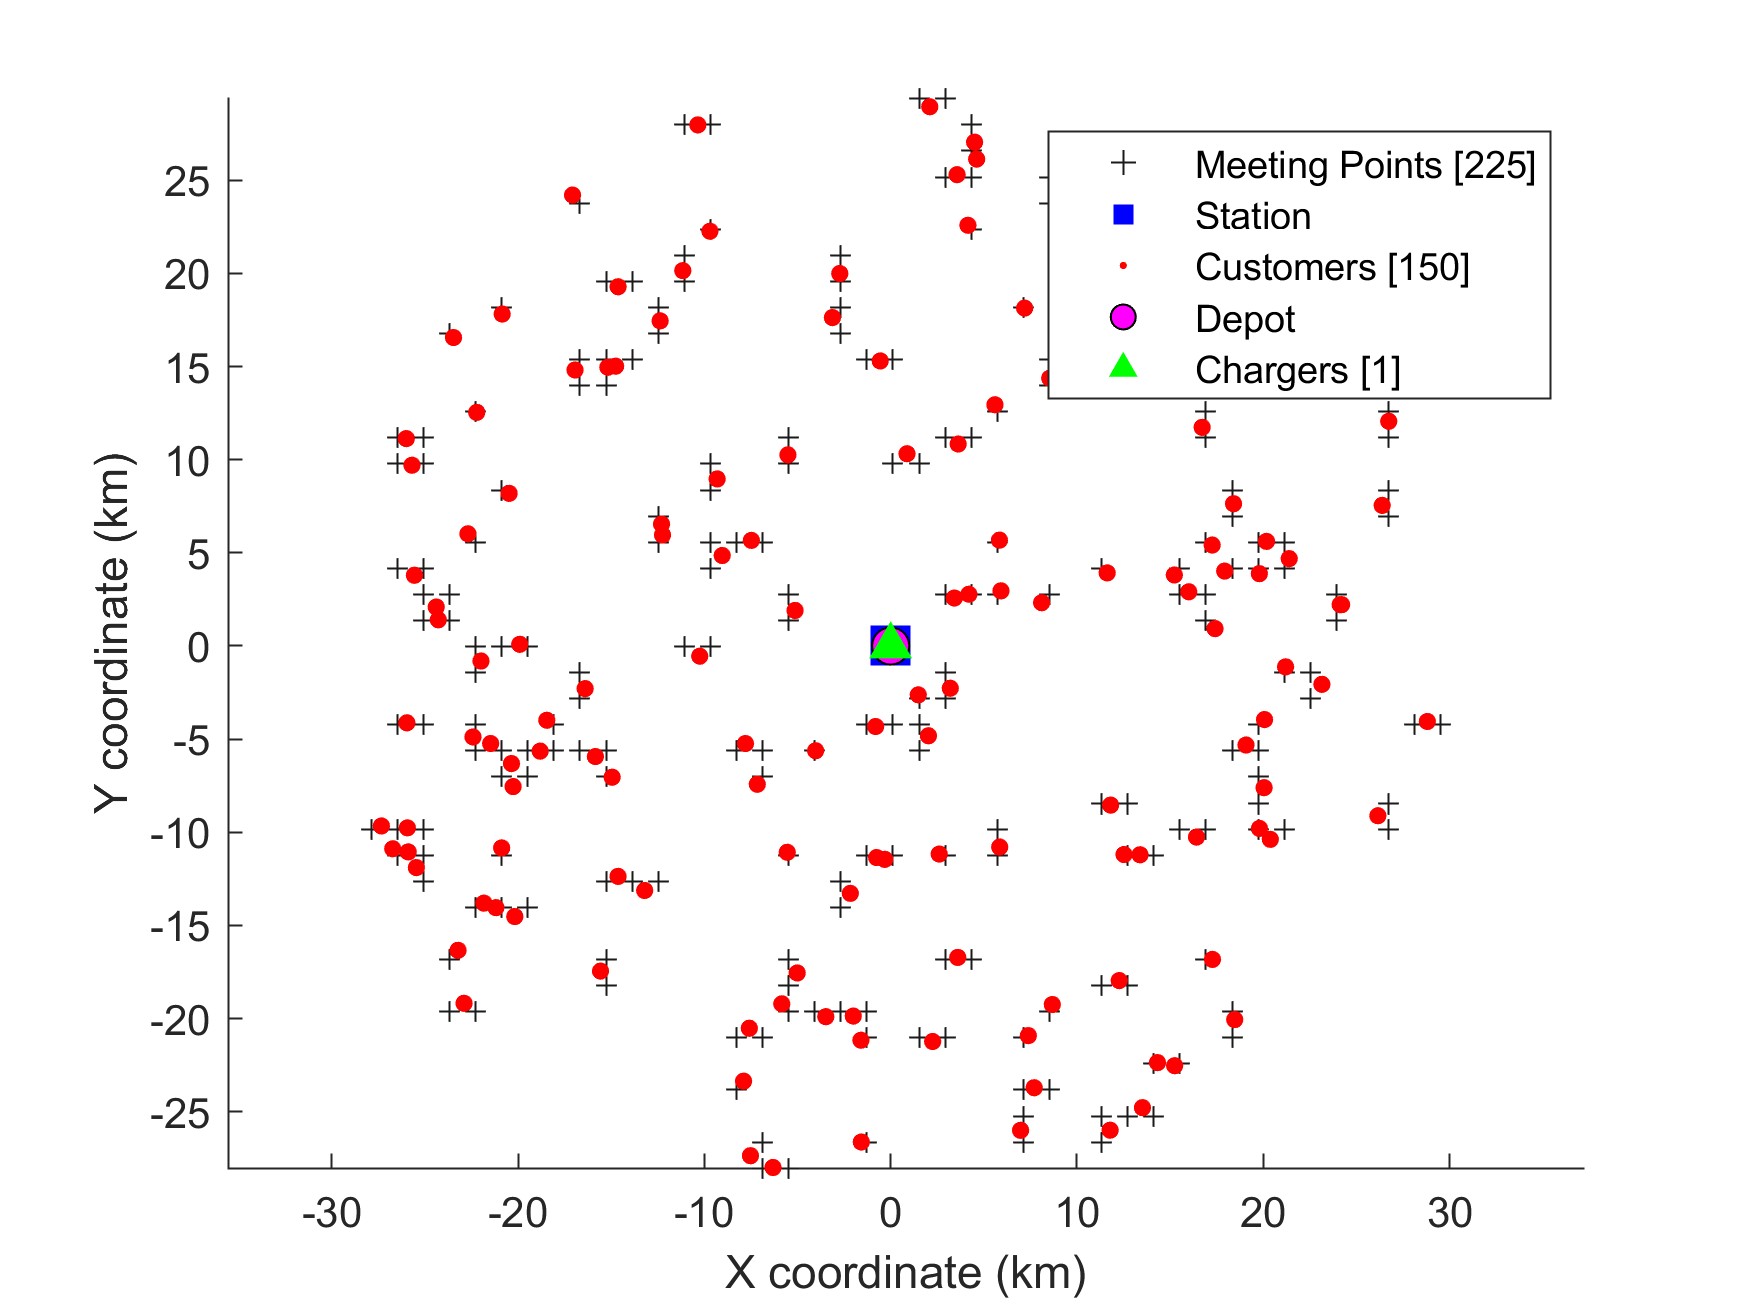 25
20
15
10
5
0
-5
-10
-15
-20
-25
Y coordinate (km)
Meeting Points [225]
Station
Customers [150]
Depot
Chargers [1]
-30 -20 -10 0 10 20 30
X coordinate (km)